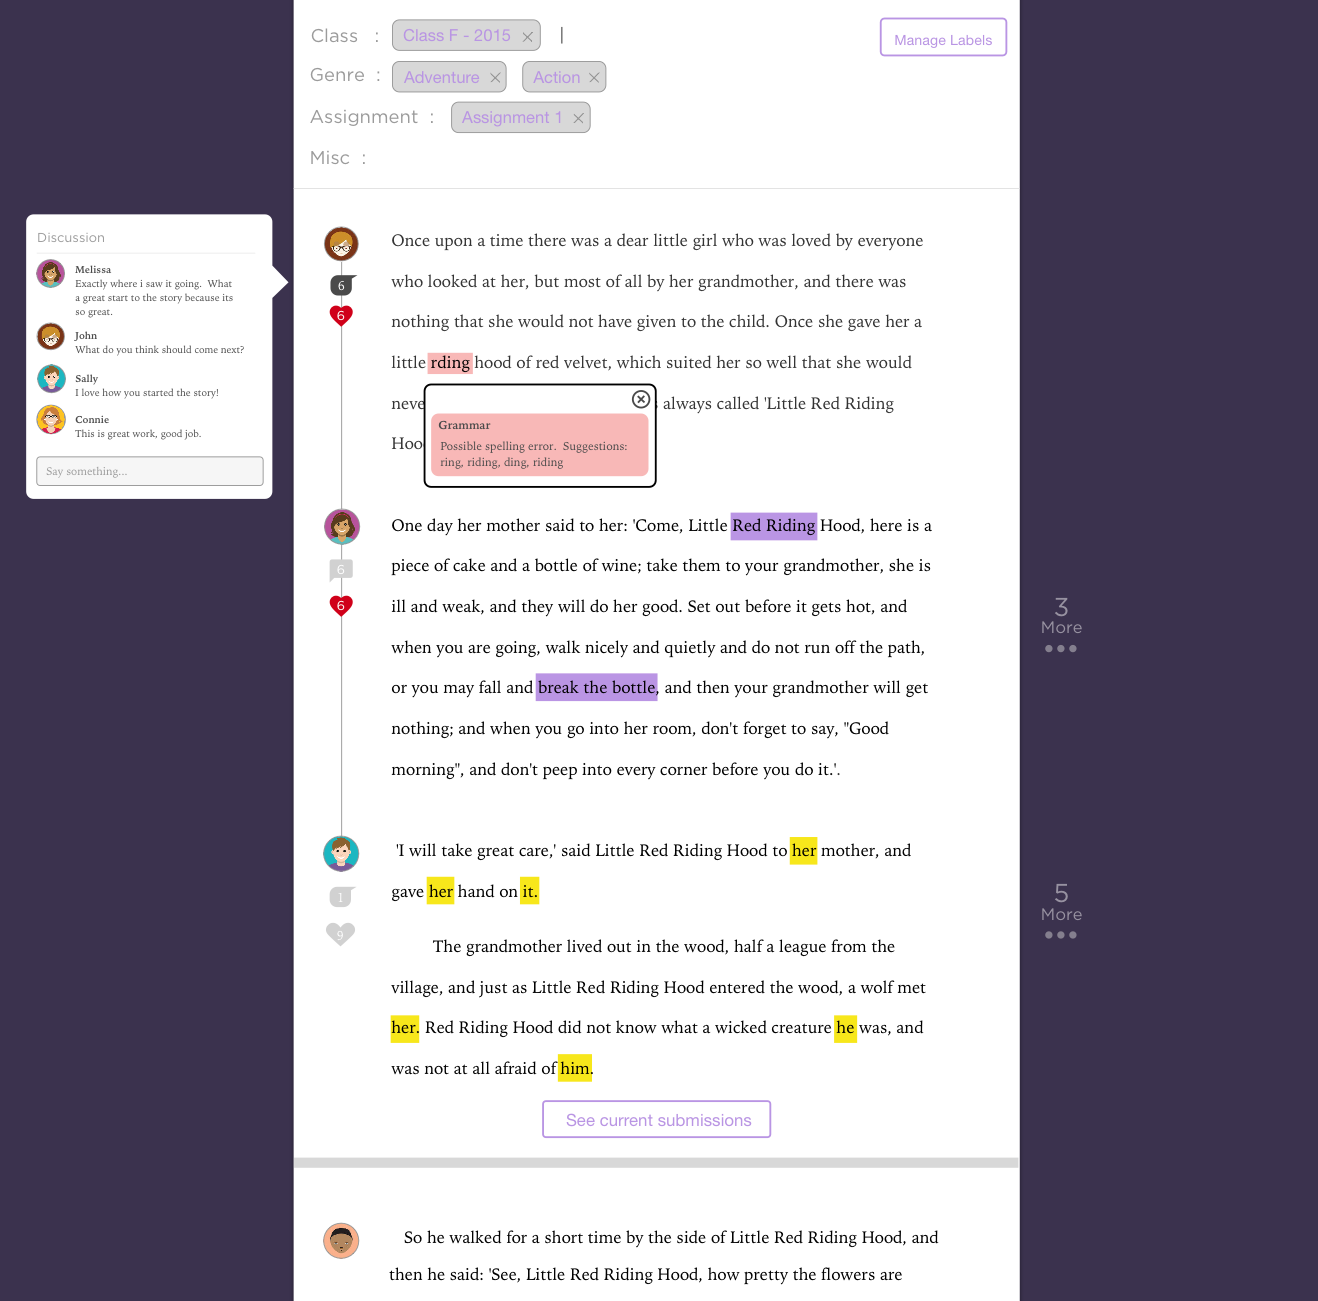 Class : Class F - 2015
Manage Labels
Genre : Adventure Action
Assignment : Assignment 1
Misc :
Discussion
Melissa
Exactly where i saw it going. What
a great start to the story because its
so great.
John
What do you think should come next?
Sally
I love how you started the story!
Connie
This is great work, good job.
Say something...
6
6
Once upon a time there was a dear little girl who was loved by everyone
who looked at her, but most of all by her grandmother, and there was
nothing that she would not have given to the child. Once she gave her a
little rding hood of red velvet, which suited her so well that she would
neve always called 'Little Red Riding
Hoo
Grammar
Possible spelling error. Suggestions:
ring, riding, ding, riding
6
6
One day her mother said to her: 'Come, Little Red Riding Hood, here is a
piece of cake and a bottle of wine; take them to your grandmother, she is
ill and weak, and they will do her good. Set out before it gets hot, and
when you are going, walk nicely and quietly and do not run off the path,
or you may fall and break the bottle, and then your grandmother will get
nothing; and when you go into her room, don't forget to say, "Good
morning", and don't peep into every corner before you do it.'.
3
More
1
9
'I will take great care,' said Little Red Riding Hood to her mother, and
gave her hand on it.
The grandmother lived out in the wood, half a league from the
village, and just as Little Red Riding Hood entered the wood, a wolf met
her. Red Riding Hood did not know what a wicked creature he was, and
was not at all afraid of him.
5
More
See current submissions
So he walked for a short time by the side of Little Red Riding Hood, and
then he said: 'See, Little Red Riding Hood, how pretty the flowers are